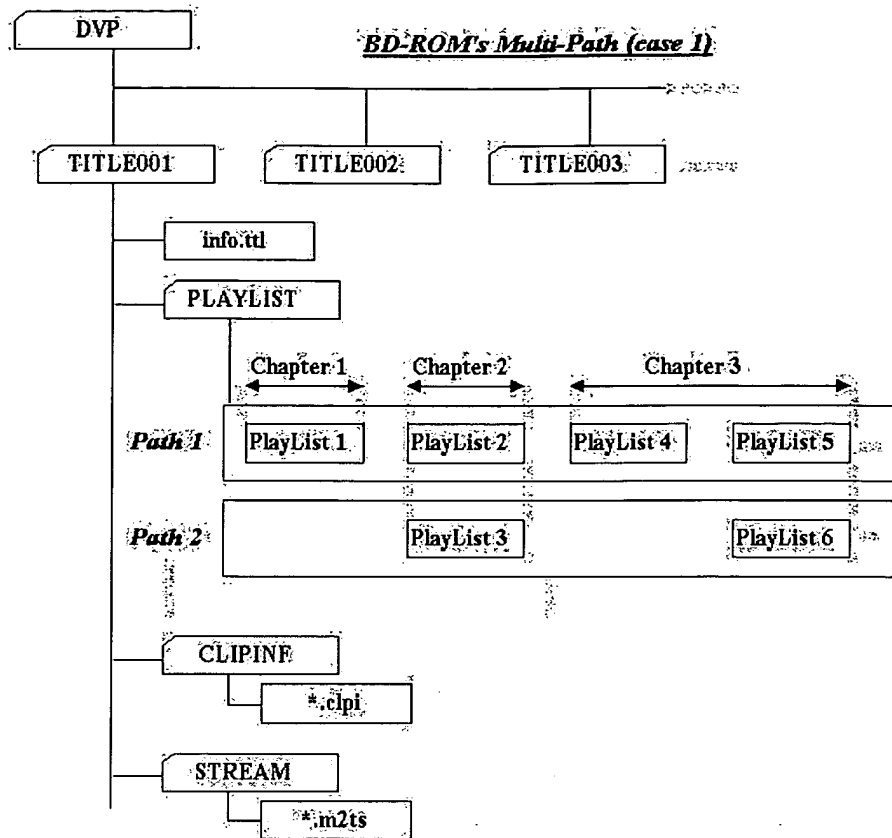 DVP
BD-ROM's Multi-Path (case 1)
TITLE001
TITLE002
TITLE003
info.ttl
PLAYLIST
Chapter 1
Chapter 2
Chapter 3
Path 1
PlayList 1
PlayList 2
PlayList 4
PlayList 5
Path 2
PlayList 3
PlayList 6
CLIPINF
*.clpi
STREAM
*.m2ts